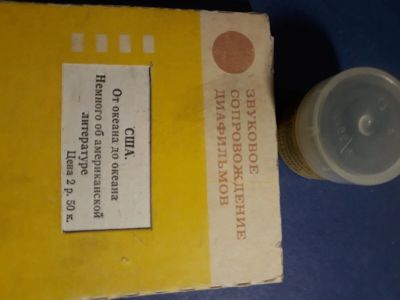 ЗВУКОВОЕ
СОПРОВОЖДЕНИЕ
ДИАФИЛЬМОВ
США.
От океана до океана
Немного об американской
литературе
Цена 2 р. 50 к.